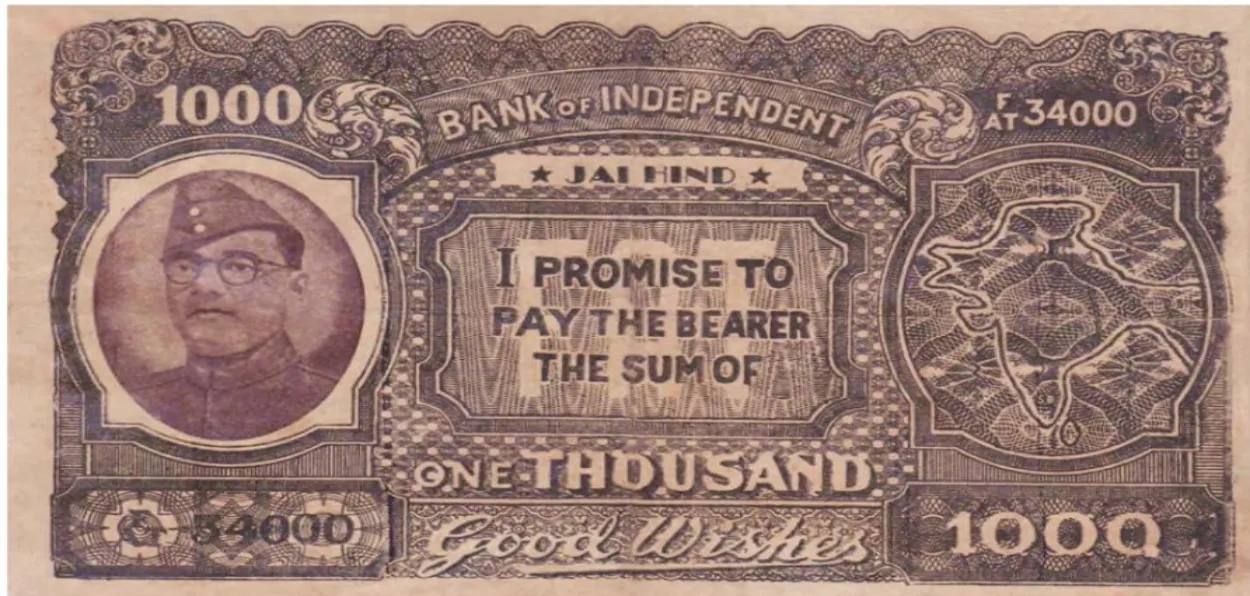 1000
BANK OF INDEPENDENT
F
AT 34000
★ JAI HIND ★
I PROMISE TO
PAY THE BEARER
THE SUM OF
ONE THOUSAND
34000
Good Wishes
1000